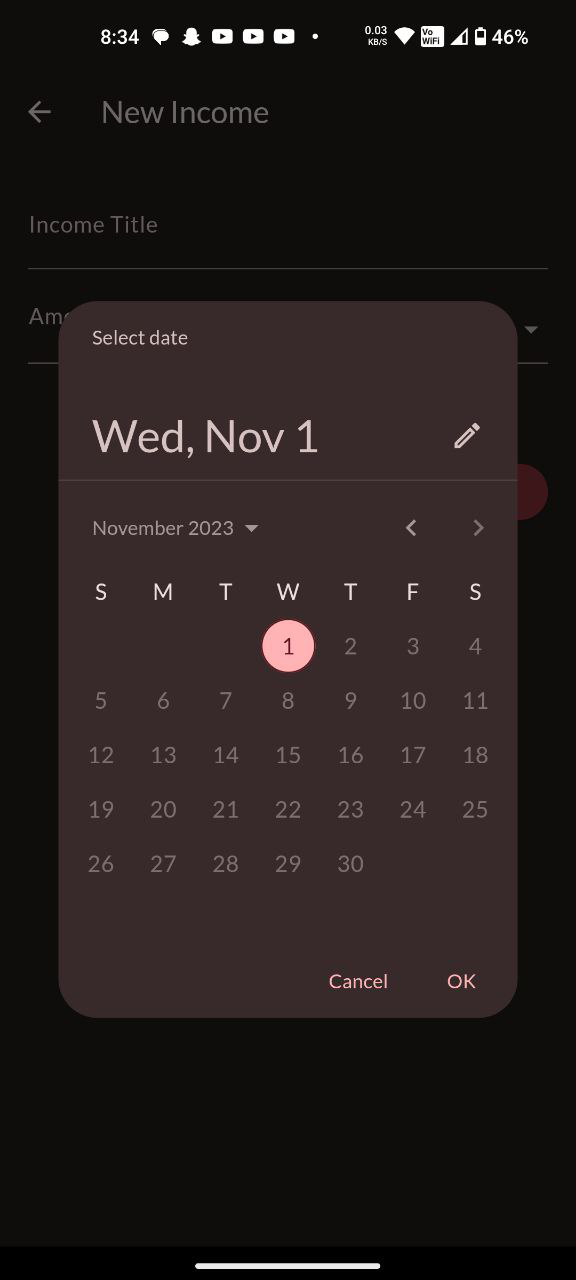 8:34 0.03 KB/S Vo WiFi 46%
New Income
Income Title
Am
Select date
Wed, Nov 1
November 2023
S M T W T F S
1 2 3 4
5 6 7 8 9 10 11
12 13 14 15 16 17 18
19 20 21 22 23 24 25
26 27 28 29 30
Cancel OK